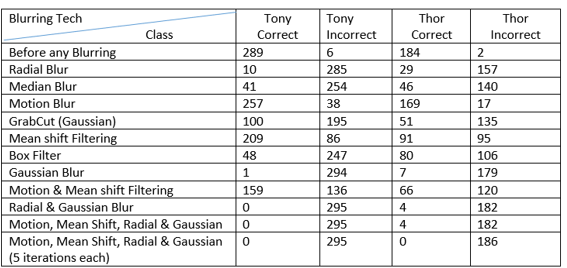 Blurring Tech Class Tony Correct Tony Incorrect Thor Correct Thor Incorrect
Before any Blurring 289 6 184 2
Radial Blur 10 285 29 157
Median Blur 41 254 46 140
Motion Blur 257 38 169 17
GrabCut (Gaussian) 100 195 51 135
Mean shift Filtering 209 86 91 95
Box Filter 48 247 80 106
Gaussian Blur 1 294 7 179
Motion & Mean shift Filtering 159 136 66 120
Radial & Gaussian Blur 0 295 4 182
Motion, Mean Shift, Radial & Gaussian 0 295 4 182
Motion, Mean Shift, Radial & Gaussian 0 295 0 186
(5 iterations each)